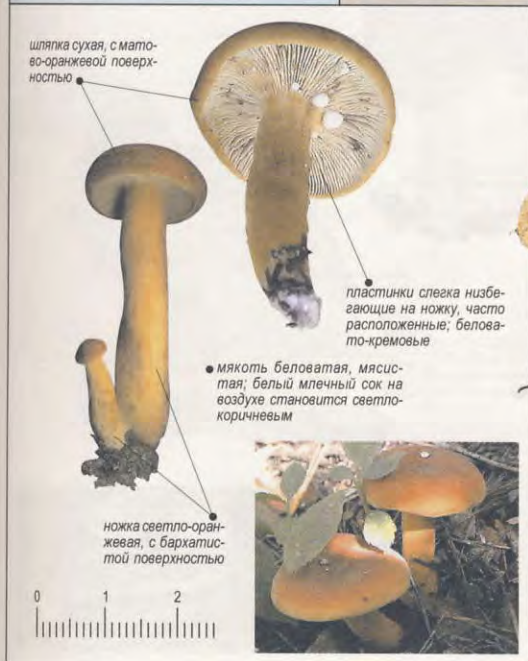 шляпка сухая, с мато-
во-оранжевой поверх-
ностью
пластинки слегка низбе-
гающие на ножку, часто
расположенные; белова-
то-кремовые
мякоть беловатая, мясис-
тая; белый млечный сок на
воздухе становится светло-
коричневым
ножка светло-оран-
жевая, с бархатис-
той поверхностью
0 1 2